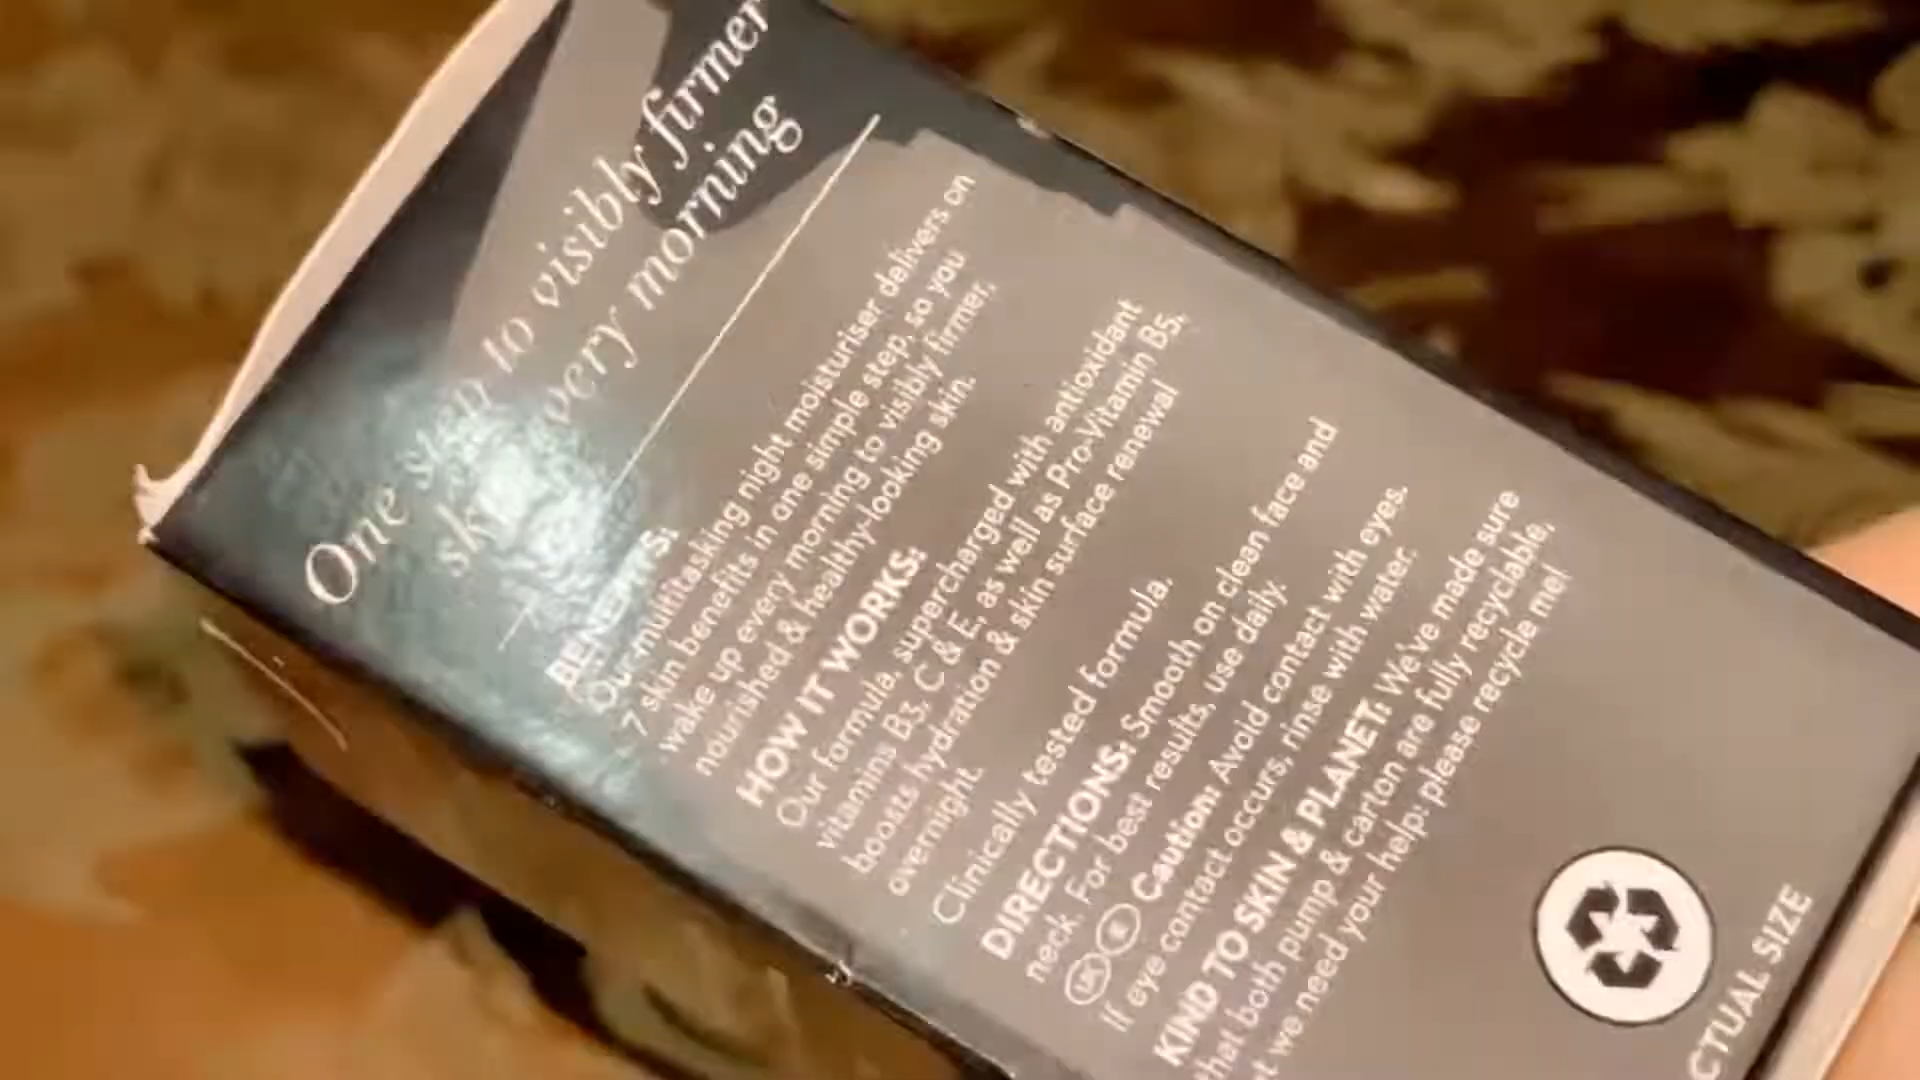 One step to visibly firmer
every morning
BENEFITS:
Our multitasking night moisturiser delivers on
7 skin benefits in one simple step, so you
wake up every morning to visibly firmer,
nourished & healthy-looking skin.
HOW IT WORKS:
Our formula, supercharged with antioxidant
vitamins B3, C & E, as well as Pro-Vitamin B5,
boosts hydration & skin surface renewal
overnight.
Clinically tested formula.
DIRECTIONS: Smooth on clean face and
neck. For best results, use daily.
UK Caution: Avoid contact with eyes.
If eye contact occurs, rinse with water.
KIND TO SKIN & PLANET: We've made sure
that both pump & carton are fully recyclable,
we need your help: please recycle me!
SIZE